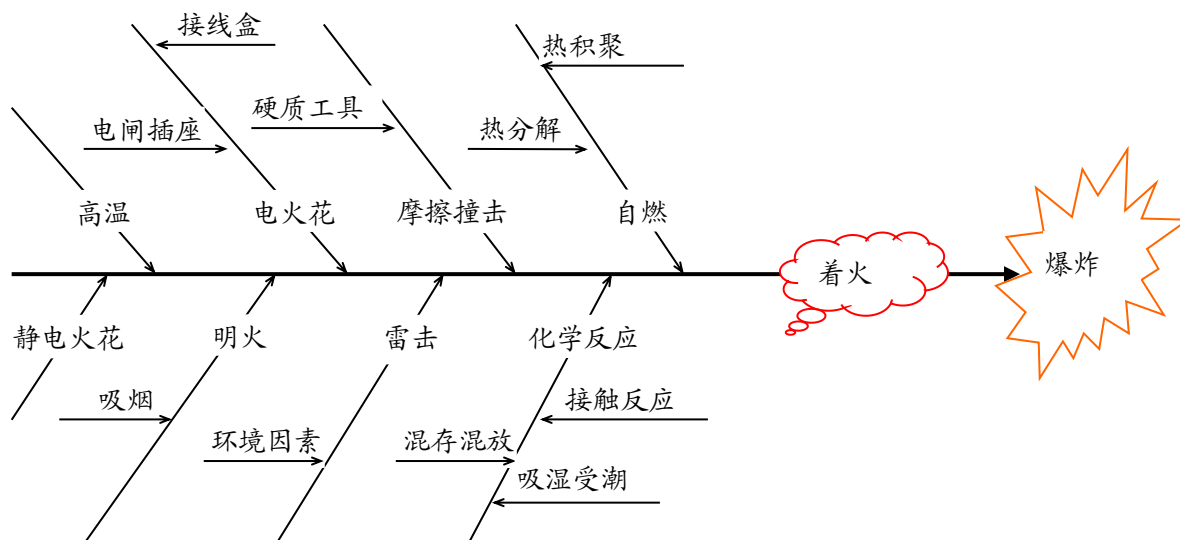 接线盒
热积聚
硬质工具
电闸插座
热分解
高温
电火花
摩擦撞击
自燃
着火
爆炸
静电火花
明火
雷击
化学反应
吸烟
接触反应
环境因素
混存混放
吸湿受潮